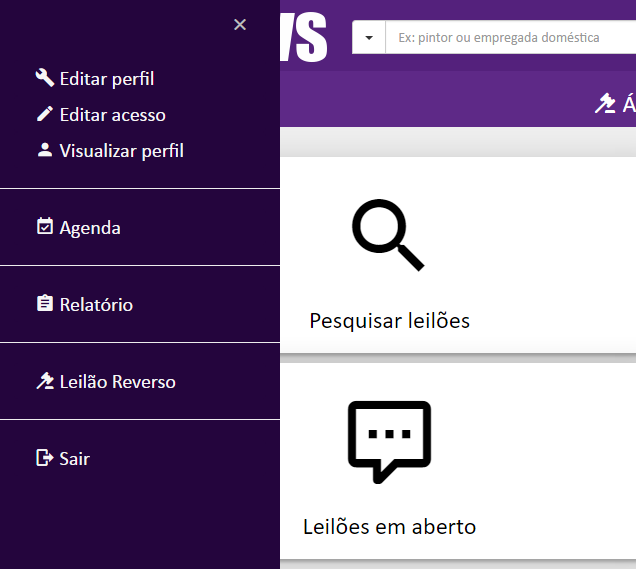 VS
Ex: pintor ou empregada doméstica
Á
Editar perfil
Editar acesso
Visualizar perfil
Agenda
Relatório
Leilão Reverso
Sair
Pesquisar leilões
Leilões em aberto